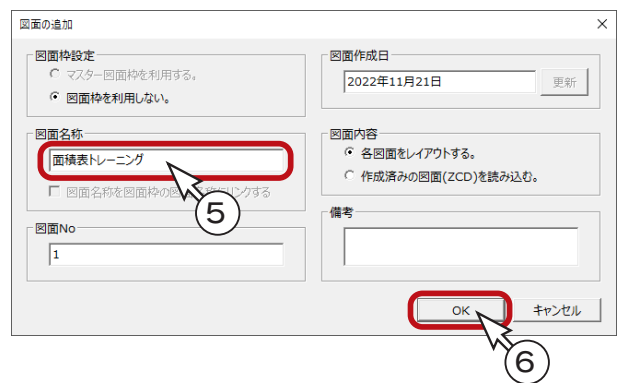 図面の追加
図面枠設定
マスター図面枠を利用する。
図面枠を利用しない。
図面作成日
2022年11月21日
更新
図面名称
面積表トレーニング
図面名称を図面枠の図面名称にリンクする
5
図面内容
各図面をレイアウトする。
作成済みの図面(ZCD)を読み込む。
図面No
1
備考
OK
キャンセル
6